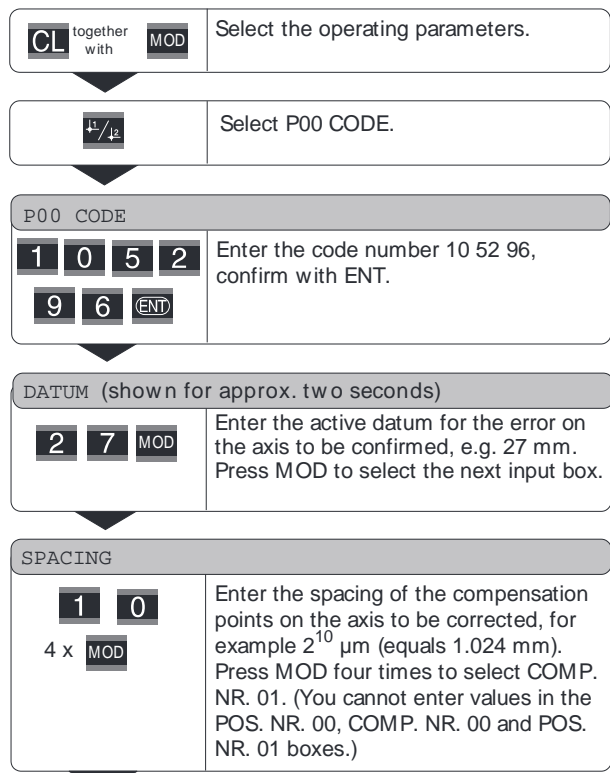 CL together with MOD
Select the operating parameters.
1/2
Select P00 CODE.
P00 CODE
1 0 5 2
9 6 ENT
Enter the code number 10 52 96,
confirm with ENT.
DATUM (shown for approx. two seconds)
2 7 MOD
Enter the active datum for the error on
the axis to be confirmed, e.g. 27 mm.
Press MOD to select the next input box.
SPACING
1 0
4 x MOD
Enter the spacing of the compensation
points on the axis to be corrected, for
example 2^10 µm (equals 1.024 mm).
Press MOD four times to select COMP.
NR. 01. (You cannot enter values in the
POS. NR. 00, COMP. NR. 00 and POS.
NR. 01 boxes.)